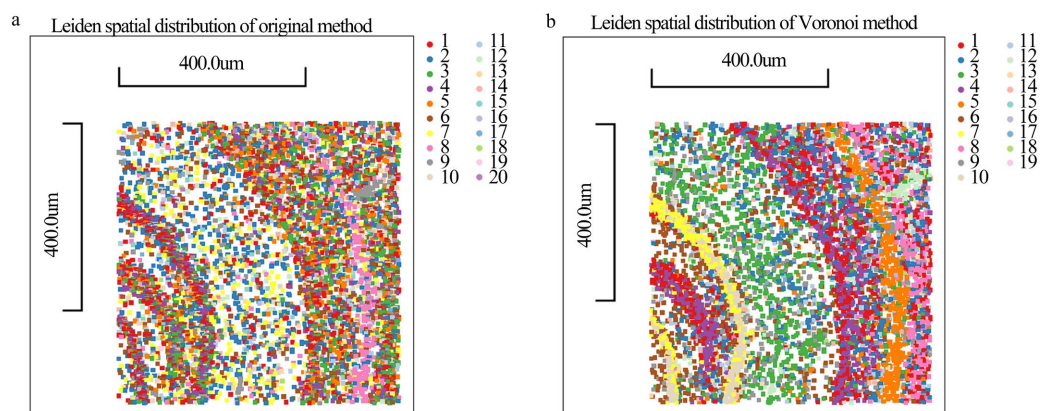 a
Leiden spatial distribution of original method
400.0um
400.0um
1 11
2 12
3 13
4 14
5 15
6 16
7 17
8 18
9 19
10 20
b
Leiden spatial distribution of Voronoi method
400.0um
400.0um
1 11
2 12
3 13
4 14
5 15
6 16
7 17
8 18
9 19
10